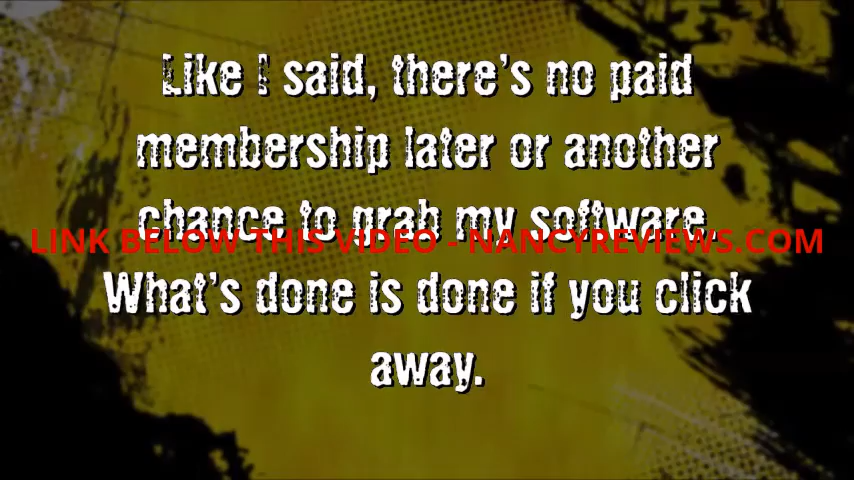 Like I said, there's no paid
membership later or another
chance to grab my software.
LINK BELOW THIS VIDEO - NANCYREVIEWS.COM
What's done is done if you click
away.